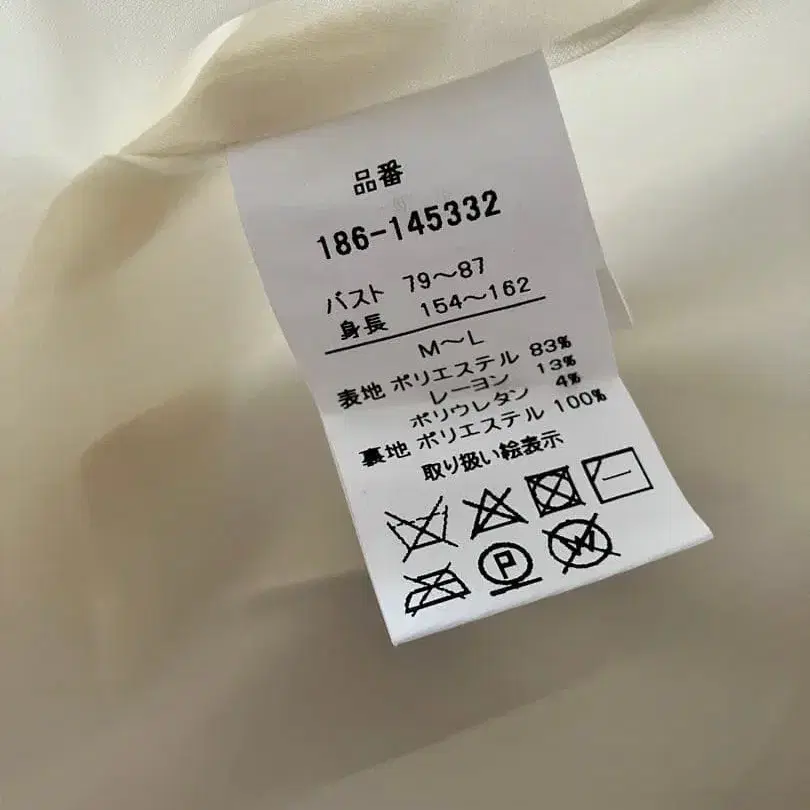 品番
186-145332
バスト 79〜87
身長 154〜162
M〜L
表地 ポリエステル 83%
レーヨン 13%
ポリウレタン 4%
裏地 ポリエステル 100%
取り扱い絵表示
P
W